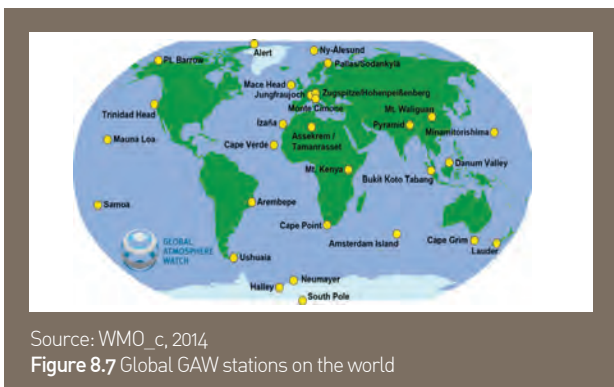 Alert
Ny-Alesund
Pt. Barrow
Pallas/Sodankylä
Mace Head
Jungfraujoch
Zugspitze/Hohenpeißenberg
Monte Cimone
Mt. Waliguan
Trinidad Head
Izaña
Pyramid
Minamitorishima
Mauna Loa
Cape Verde
Assekrem /
Tamanrasset
Danum Valley
Mt. Kenya
Bukit Koto Tabang
Samoa
Arembepe
Cape Point
Amsterdam Island
Cape Grim
Lauder
GLOBAL
ATMOSPHERE
WATCH
Ushuaia
Neumayer
Halley
South Pole
Source: WMO_c, 2014
Figure 8.7 Global GAW stations on the world